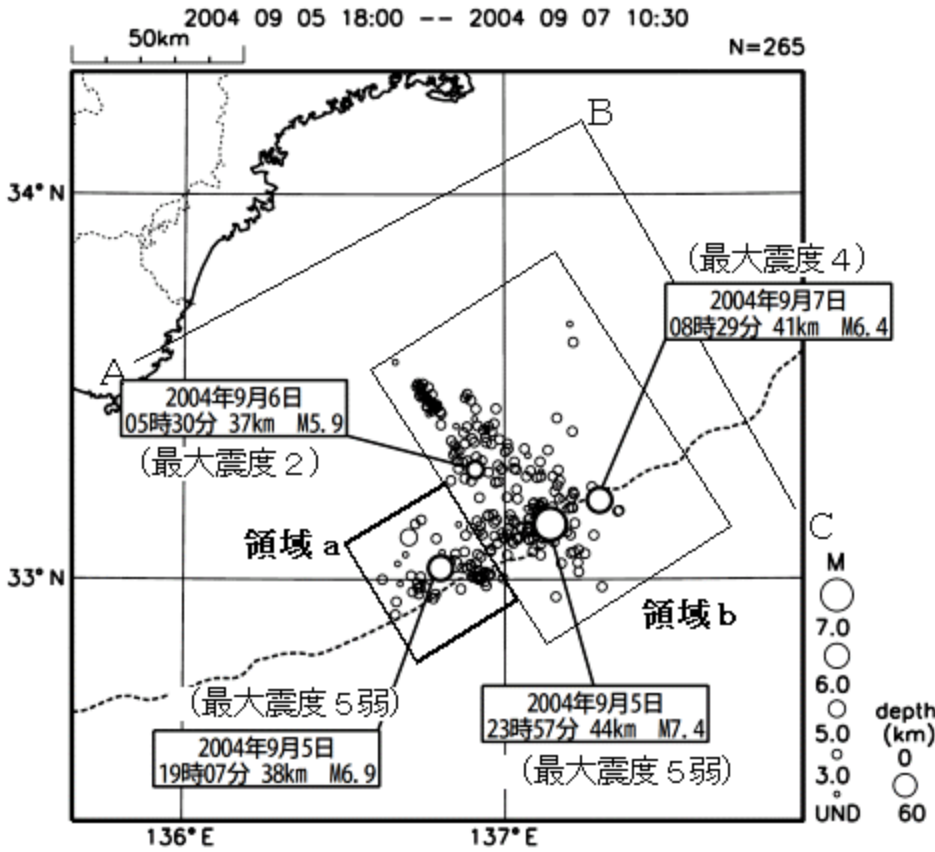 2004 09 05 18:00 -- 2004 09 07 10:30
50km
N=265
B
34°N
(最大震度4)
2004年9月7日
08時29分 41km M6.4
A
2004年9月6日
05時30分 37km M5.9
(最大震度2)
C
領域a
33°N
領域b
M
7.0
6.0
5.0
3.0
UND
depth
(km)
0
60
(最大震度5弱)
2004年9月5日
19時07分 38km M6.9
2004年9月5日
23時57分 44km M7.4
(最大震度5弱)
136°E
137°E